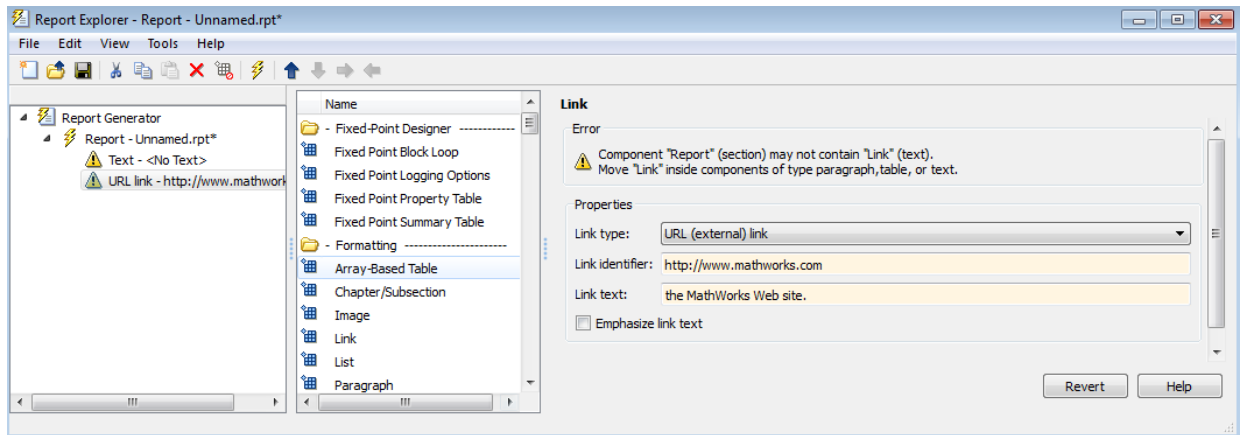 Report Explorer - Report - Unnamed.rpt*
File Edit View Tools Help
Report Generator
Report - Unnamed.rpt*
Text - <No Text>
URL link - http://www.mathwork
Name
- Fixed-Point Designer ------------
Fixed Point Block Loop
Fixed Point Logging Options
Fixed Point Property Table
Fixed Point Summary Table
- Formatting -----------------------
Array-Based Table
Chapter/Subsection
Image
Link
List
Paragraph
Link
Error
Component "Report" (section) may not contain "Link" (text).
Move "Link" inside components of type paragraph,table, or text.
Properties
Link type: URL (external) link
Link identifier: http://www.mathworks.com
Link text: the MathWorks Web site.
Emphasize link text
Revert Help